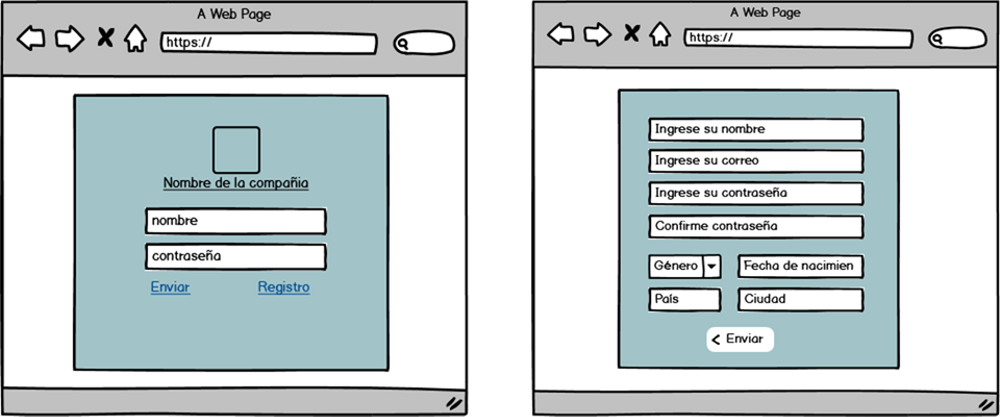 A Web Page
https://
Nombre de la compañia
nombre
contraseña
Enviar
Registro
A Web Page
https://
Ingrese su nombre
Ingrese su correo
Ingrese su contraseña
Confirme contraseña
Género
Fecha de nacimien
País
Ciudad
Enviar